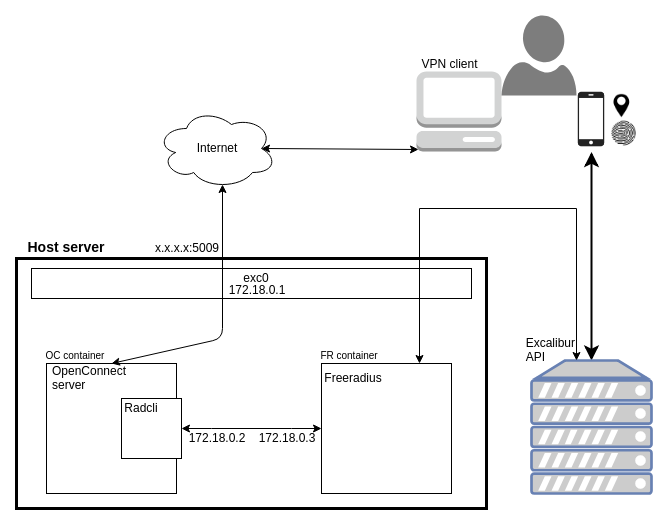 VPN client
Internet
Host server
x.x.x.x:5009
exc0
172.18.0.1
OC container
OpenConnect
server
Radcli
172.18.0.2
172.18.0.3
FR container
Freeradius
Excalibur
API